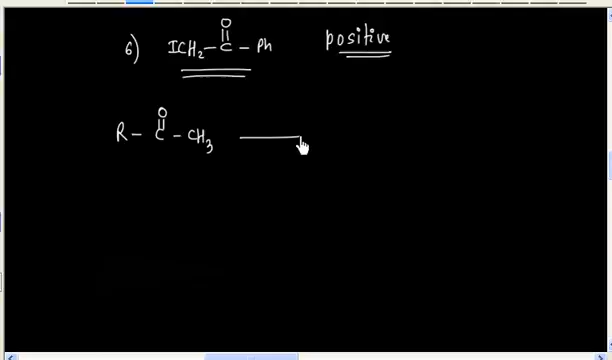 6) ICH₂ – C – Ph positive
O
R – C – CH₃
O